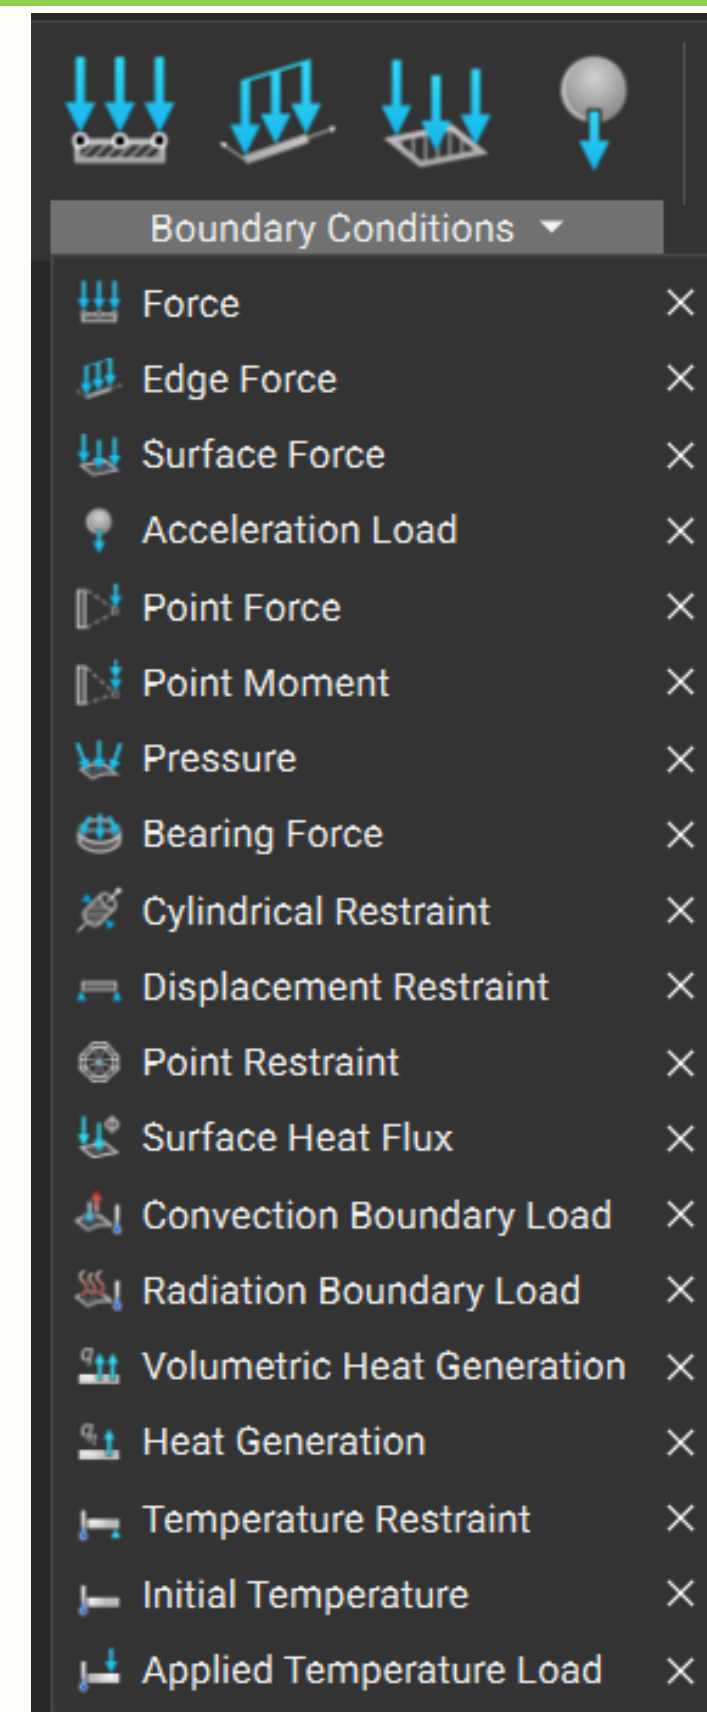 Boundary Conditions
Force
Edge Force
Surface Force
Acceleration Load
Point Force
Point Moment
Pressure
Bearing Force
Cylindrical Restraint
Displacement Restraint
Point Restraint
Surface Heat Flux
Convection Boundary Load
Radiation Boundary Load
Volumetric Heat Generation
Heat Generation
Temperature Restraint
Initial Temperature
Applied Temperature Load